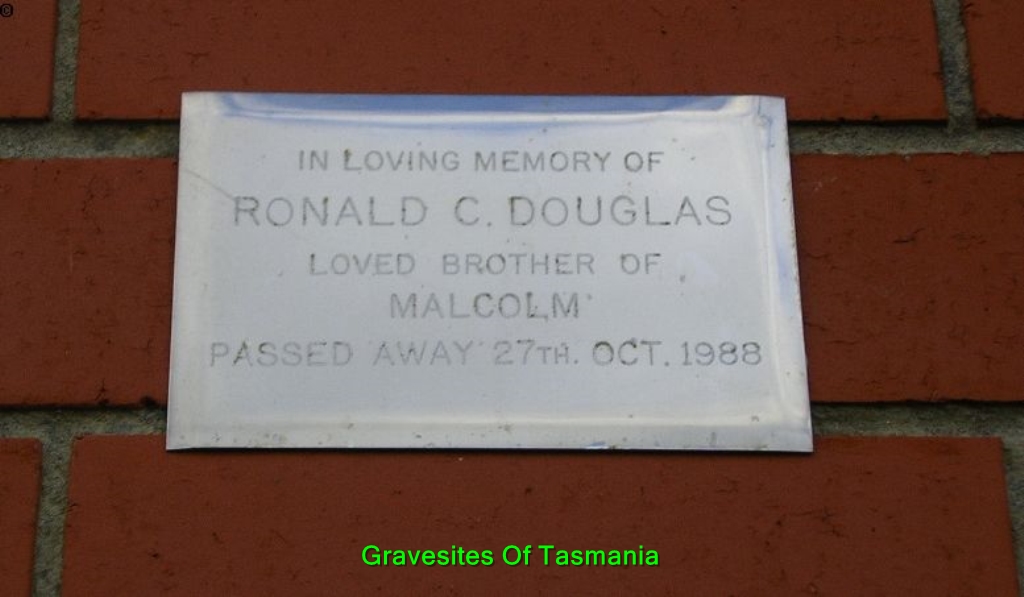 ©
IN LOVING MEMORY OF
RONALD C. DOUGLAS
LOVED BROTHER OF
MALCOLM
PASSED AWAY 27TH. OCT. 1988
Gravesites Of Tasmania